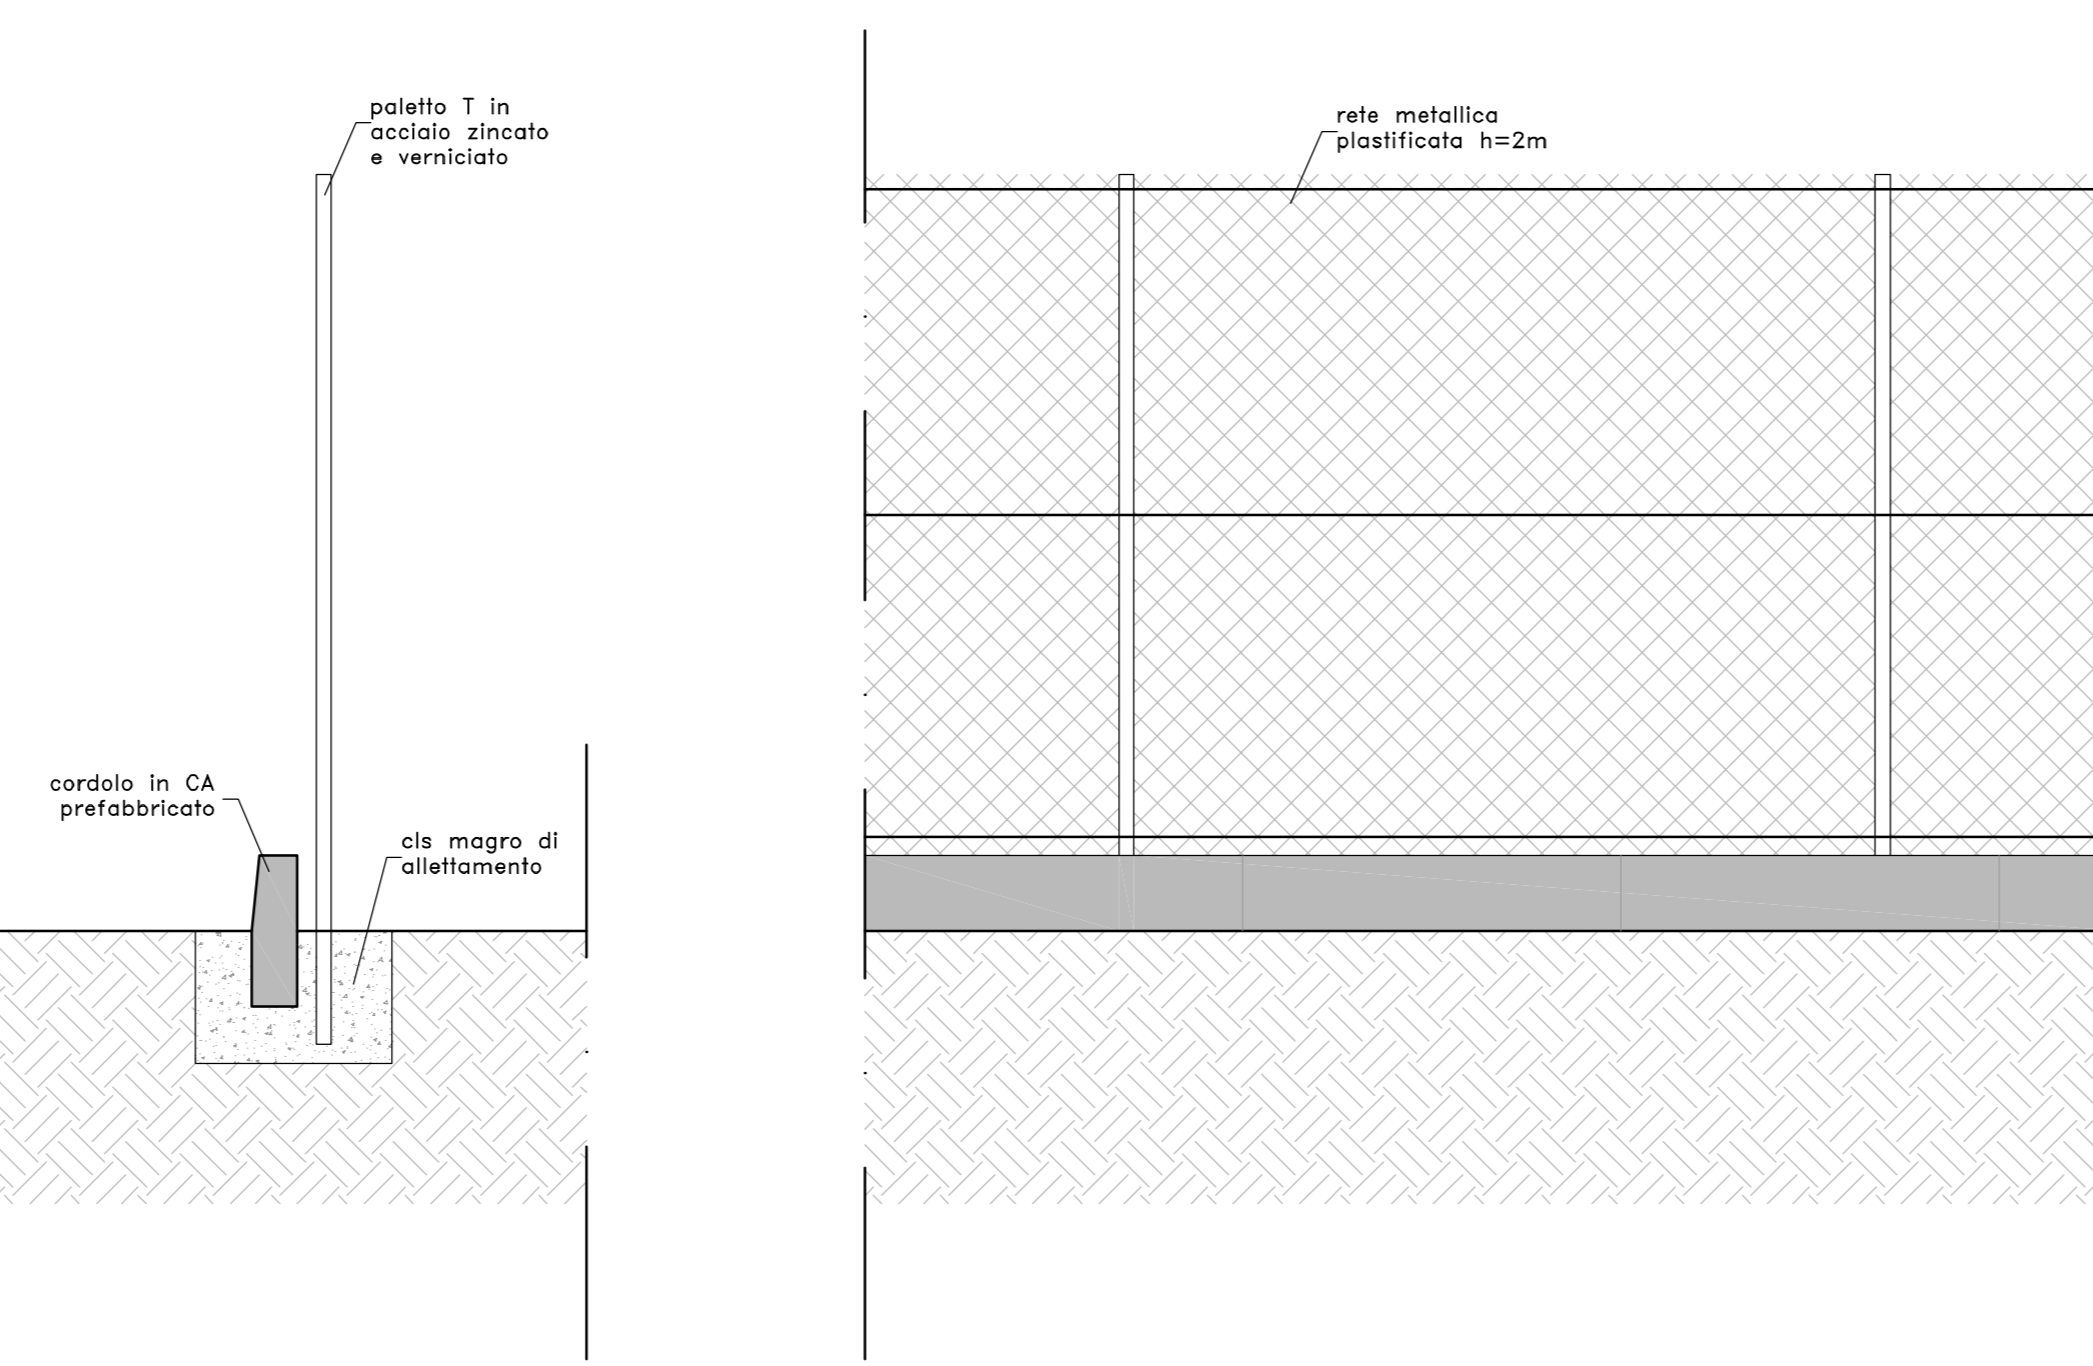 paletto T in
acciaio zincato
e verniciato
rete metallica
plastificata h=2m
cordolo in CA
prefabbricato
cls magro di
allettamento